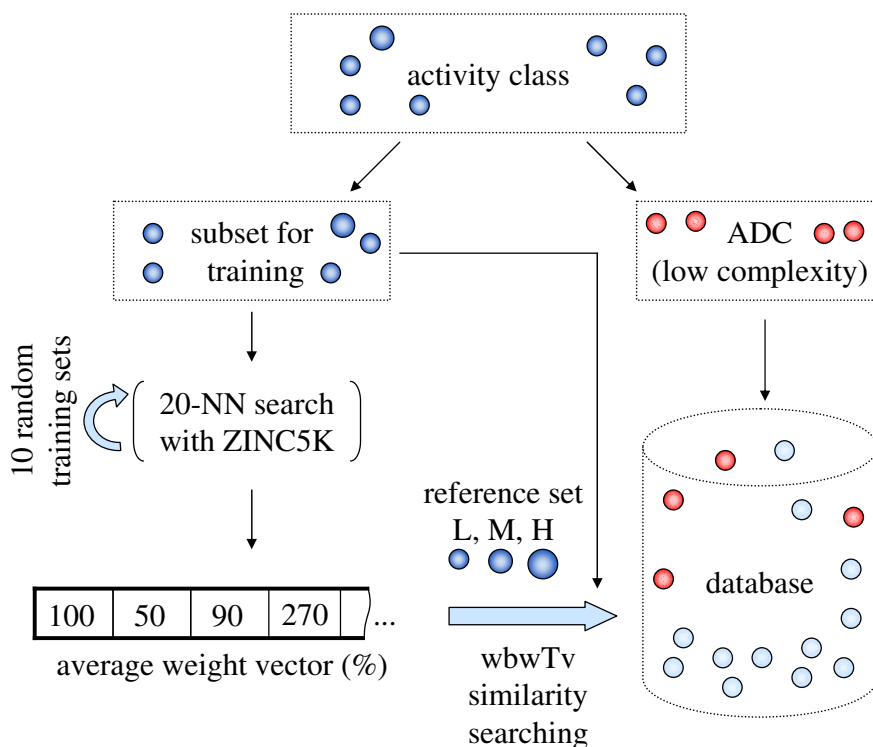 activity class
subset for
training
ADC
(low complexity)
10 random
training sets
20-NN search
with ZINC5K
reference set
L, M, H
database
100 50 90 270 ...
average weight vector (%)
wbwTv
similarity
searching